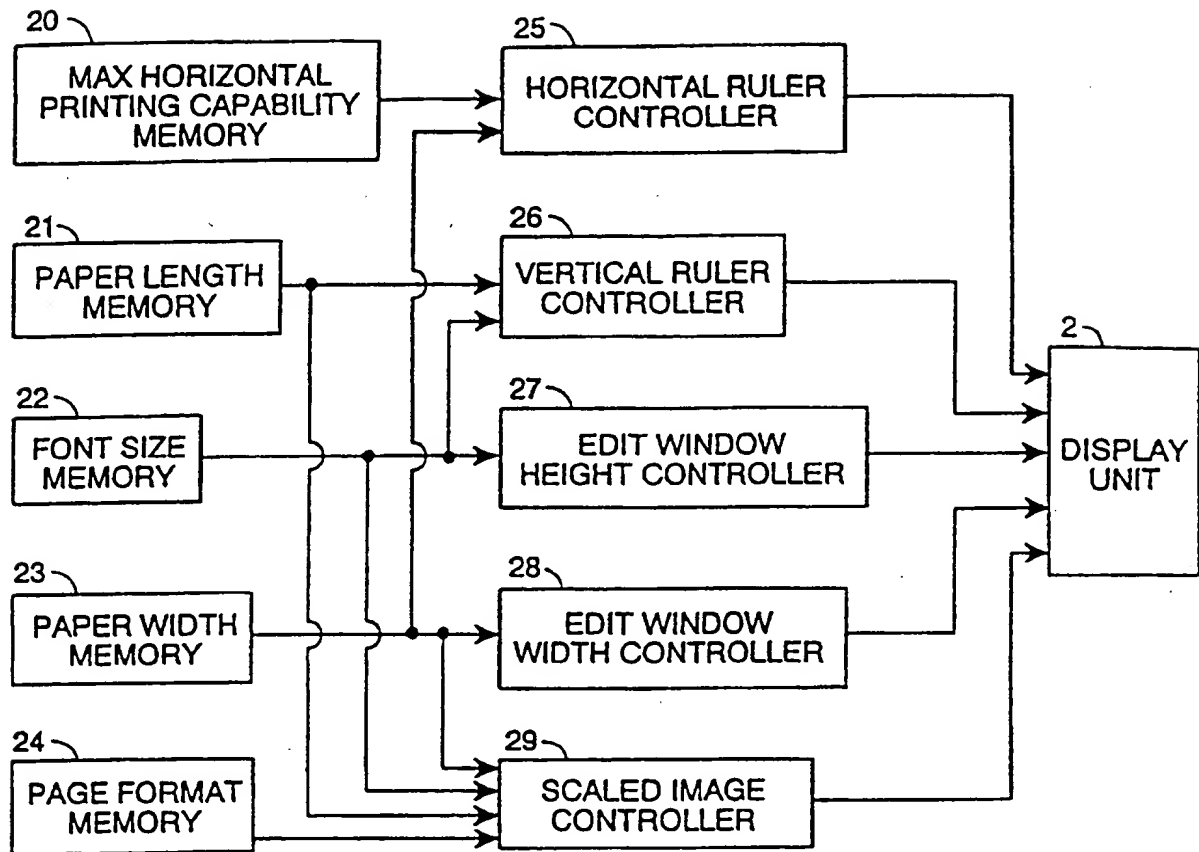 20
MAX HORIZONTAL
PRINTING CAPABILITY
MEMORY
25
HORIZONTAL RULER
CONTROLLER
21
PAPER LENGTH
MEMORY
26
VERTICAL RULER
CONTROLLER
2
DISPLAY
UNIT
22
FONT SIZE
MEMORY
27
EDIT WINDOW
HEIGHT CONTROLLER
23
PAPER WIDTH
MEMORY
28
EDIT WINDOW
WIDTH CONTROLLER
24
PAGE FORMAT
MEMORY
29
SCALED IMAGE
CONTROLLER